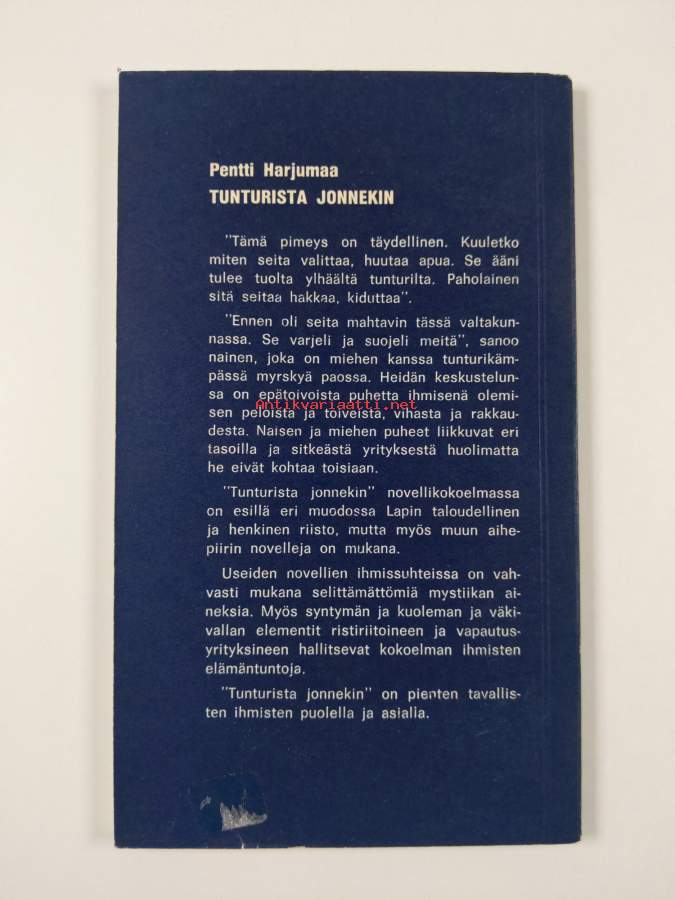 Pentti Harjumaa
TUNTURISTA JONNEKIN
"Tämä pimeys on täydellinen. Kuuletko
miten seita valittaa, huutaa apua. Se ääni
tulee tuolta ylhäältä tunturilta. Paholainen
sitä seitaa hakkaa, kiduttaa".
"Ennen oli seita mahtavin tässä valtakun-
nassa. Se varjeli ja suojeli meitä", sanoo
nainen, joka on miehen kanssa tunturikäm-
pässä myrskyä paossa. Heidän keskustelun-
sa on epätoivoista puhetta ihmisenä olemi-
Antikvariaatti.net
sen peloista ja toiveista, vihasta ja rakkau-
desta. Naisen ja miehen puheet liikkuvat eri
tasoilla ja sitkeästä yrityksestä huolimatta
he eivät kohtaa toisiaan.
"Tunturista jonnekin" novellikokoelmassa
on esillä eri muodossa Lapin taloudellinen
ja henkinen riisto, mutta myös muun aihe-
piirin novelleja on mukana.
Useiden novellien ihmissuhteissa on vah-
vasti mukana selittämättömiä mystiikan ai-
neksia. Myös syntymän ja kuoleman ja väki-
vallan elementit ristiriitoineen ja vapautus-
yrityksineen hallitsevat kokoelman ihmisten
elämäntuntoja.
"Tunturista jonnekin" on pienten tavallis-
ten ihmisten puolella ja asialla.